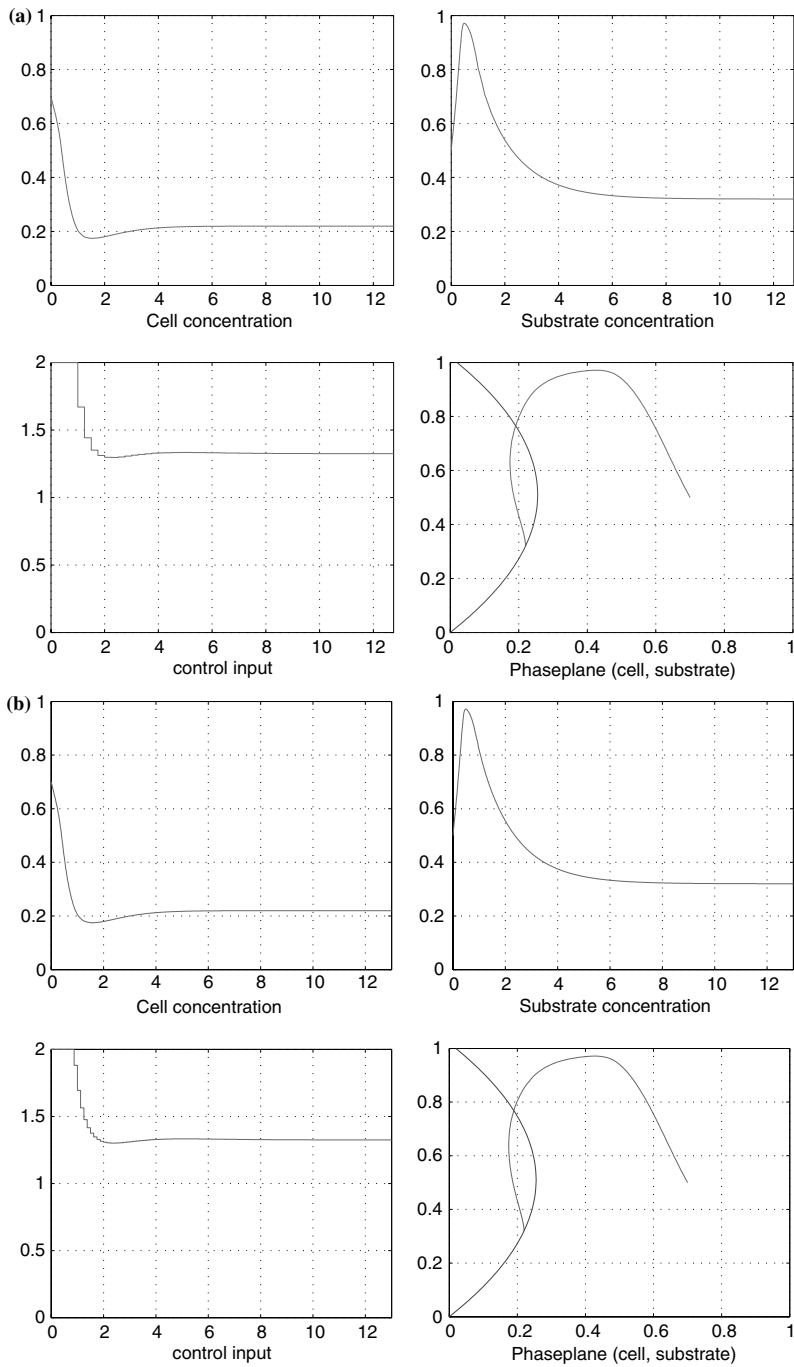 (a)
1
0.8
0.6
0.4
0.2
0
0 2 4 6 8 10 12
Cell concentration
1
0.8
0.6
0.4
0.2
0
0 2 4 6 8 10 12
Substrate concentration
2
1.5
1
0.5
0
0 2 4 6 8 10 12
control input
1
0.8
0.6
0.4
0.2
0
0 0.2 0.4 0.6 0.8 1
Phaseplane (cell, substrate)
(b)
1
0.8
0.6
0.4
0.2
0
0 2 4 6 8 10 12
Cell concentration
1
0.8
0.6
0.4
0.2
0
0 2 4 6 8 10 12
Substrate concentration
2
1.5
1
0.5
0
0 2 4 6 8 10 12
control input
1
0.8
0.6
0.4
0.2
0
0 0.2 0.4 0.6 0.8 1
Phaseplane (cell, substrate)